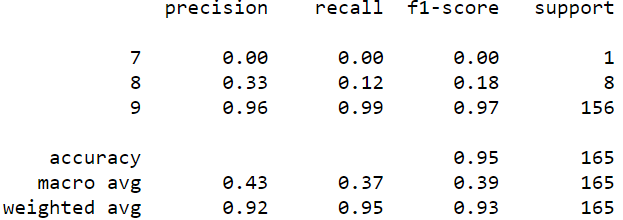 precision recall f1-score support
7 0.00 0.00 0.00 1
8 0.33 0.12 0.18 8
9 0.96 0.99 0.97 156
accuracy 0.95 165
macro avg 0.43 0.37 0.39 165
weighted avg 0.92 0.95 0.93 165